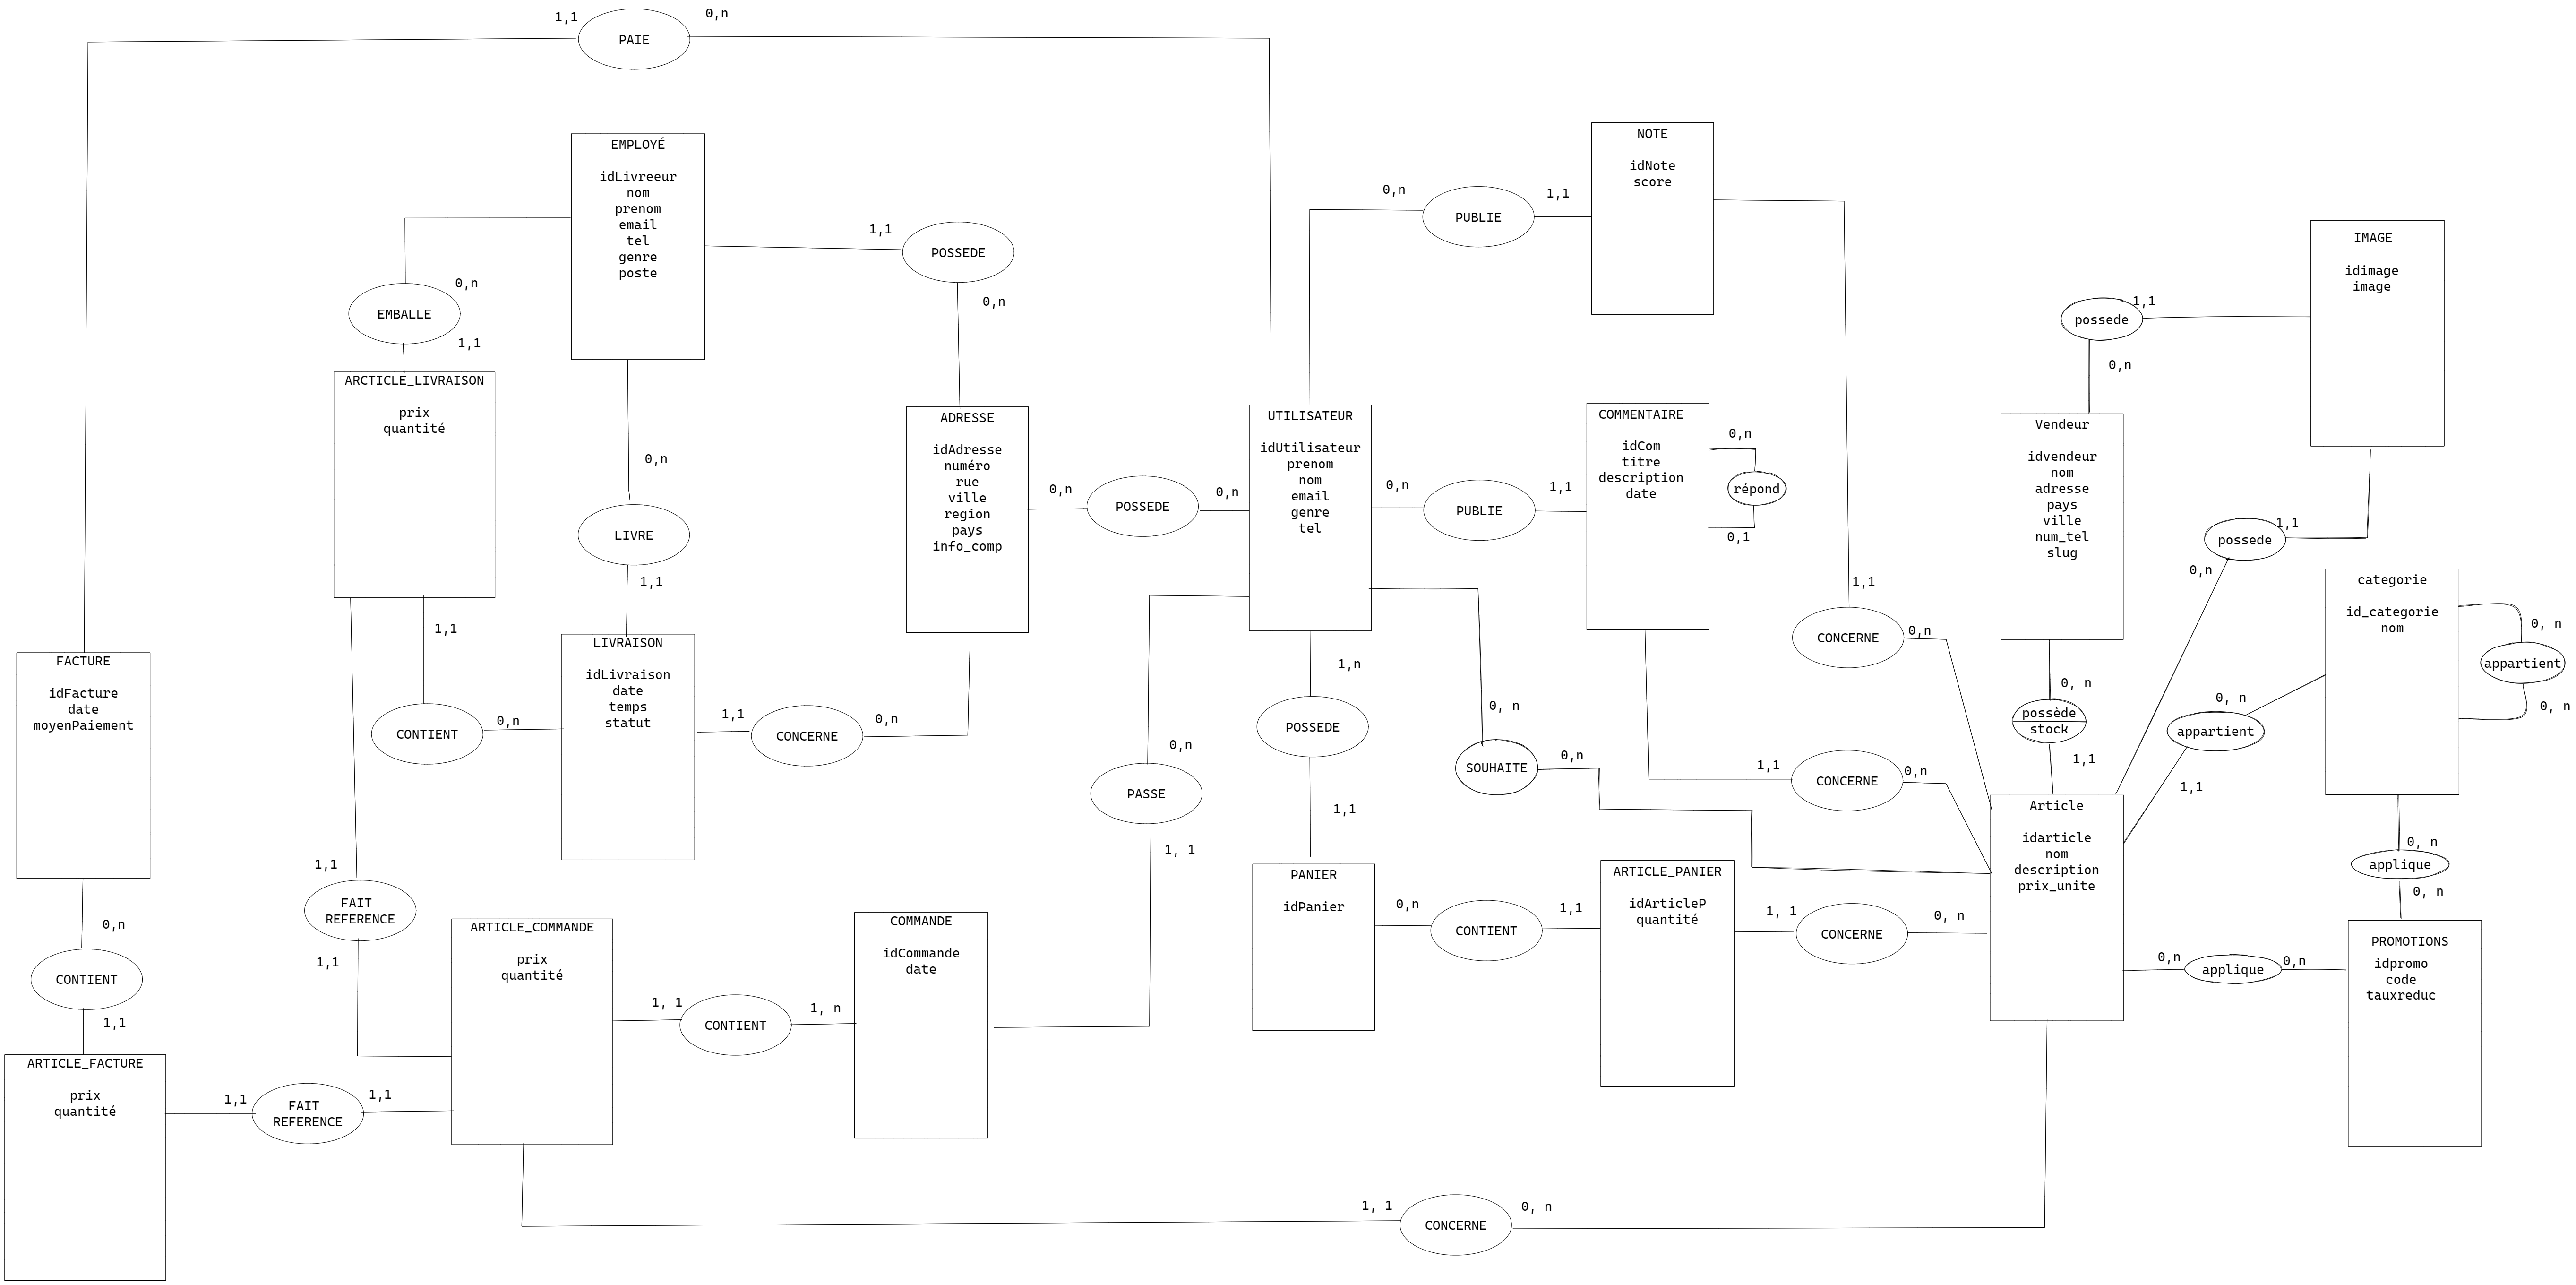 1,1
PAIE
0,n
EMPLOYÉ
idLivreeur
nom
prenom
email
tel
genre
poste
1,1
POSSEDE
0,n
EMBALLE
0,n
1,1
ARCTICLE_LIVRAISON
prix
quantité
0,n
LIVRE
1,1
ADRESSE
idAdresse
numéro
rue
ville
region
pays
info_comp
0,n
POSSEDE
0,n
UTILISATEUR
idUtilisateur
prenom
nom
email
genre
tel
0,n
PUBLIE
1,1
NOTE
idNote
score
0,n
PUBLIE
1,1
COMMENTAIRE
idCom
titre
description
date
0,n
répond
0,1
1,1
CONCERNE
0,n
IMAGE
idimage
image
possede
1,1
0,n
Vendeur
idvendeur
nom
adresse
pays
ville
num_tel
slug
possede
1,1
0,n
categorie
id_categorie
nom
0, n
appartient
0, n
0, n
possède
stock
1,1
0, n
appartient
1,1
FACTURE
idFacture
date
moyenPaiement
1,1
CONTIENT
0,n
LIVRAISON
idLivraison
date
temps
statut
1,1
CONCERNE
0,n
0,n
PASSE
1, 1
1,n
POSSEDE
1,1
0, n
SOUHAITE
0,n
1,1
CONCERNE
0,n
Article
idarticle
nom
description
prix_unite
0, n
applique
0, n
PROMOTIONS
idpromo
code
tauxreduc
0,n
applique
0,n
1,1
FAIT
REFERENCE
1,1
0,n
CONTIENT
1,1
ARTICLE_FACTURE
prix
quantité
1,1
FAIT
REFERENCE
1,1
ARTICLE_COMMANDE
prix
quantité
1, 1
CONTIENT
1, n
COMMANDE
idCommande
date
PANIER
idPanier
0,n
CONTIENT
1,1
ARTICLE_PANIER
idArticleP
quantité
1, 1
CONCERNE
0, n
1, 1
CONCERNE
0, n